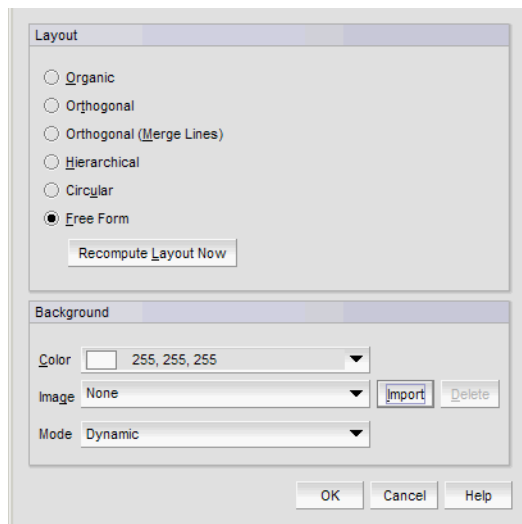 Layout
Organic
Orthogonal
Orthogonal (Merge Lines)
Hierarchical
Circular
Free Form
Recompute Layout Now
Background
Color 255, 255, 255
Image None Import Delete
Mode Dynamic
OK Cancel Help